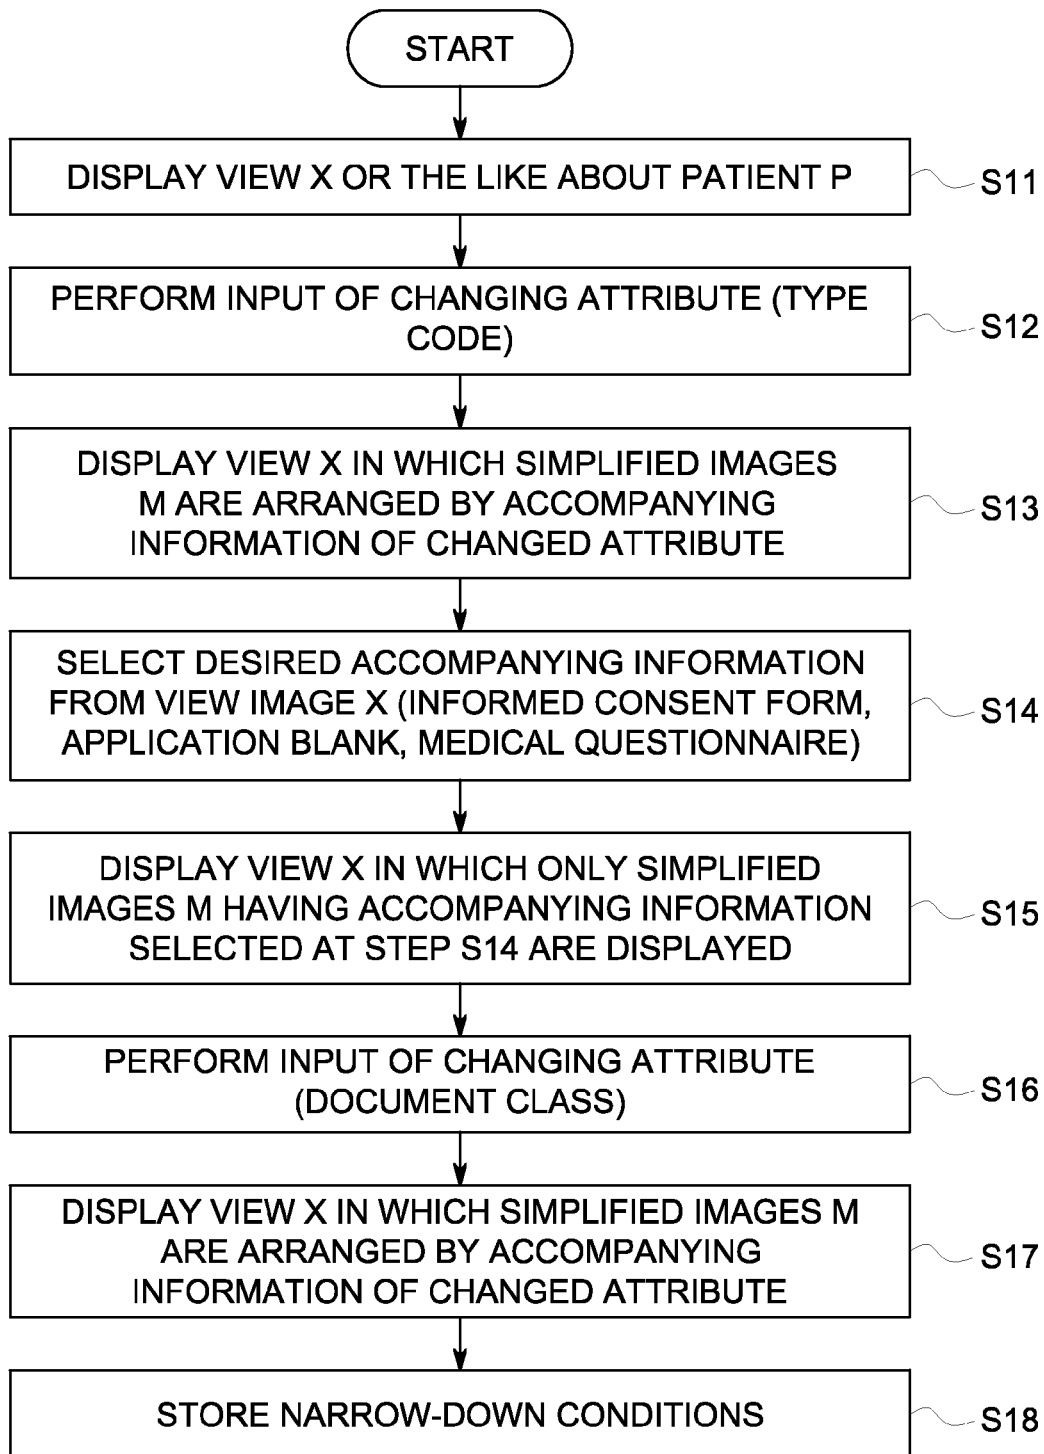 START
DISPLAY VIEW X OR THE LIKE ABOUT PATIENT P
S11
PERFORM INPUT OF CHANGING ATTRIBUTE (TYPE
CODE)
S12
DISPLAY VIEW X IN WHICH SIMPLIFIED IMAGES
M ARE ARRANGED BY ACCOMPANYING
INFORMATION OF CHANGED ATTRIBUTE
S13
SELECT DESIRED ACCOMPANYING INFORMATION
FROM VIEW IMAGE X (INFORMED CONSENT FORM,
APPLICATION BLANK, MEDICAL QUESTIONNAIRE)
S14
DISPLAY VIEW X IN WHICH ONLY SIMPLIFIED
IMAGES M HAVING ACCOMPANYING INFORMATION
SELECTED AT STEP S14 ARE DISPLAYED
S15
PERFORM INPUT OF CHANGING ATTRIBUTE
(DOCUMENT CLASS)
S16
DISPLAY VIEW X IN WHICH SIMPLIFIED IMAGES M
ARE ARRANGED BY ACCOMPANYING
INFORMATION OF CHANGED ATTRIBUTE
S17
STORE NARROW-DOWN CONDITIONS
S18